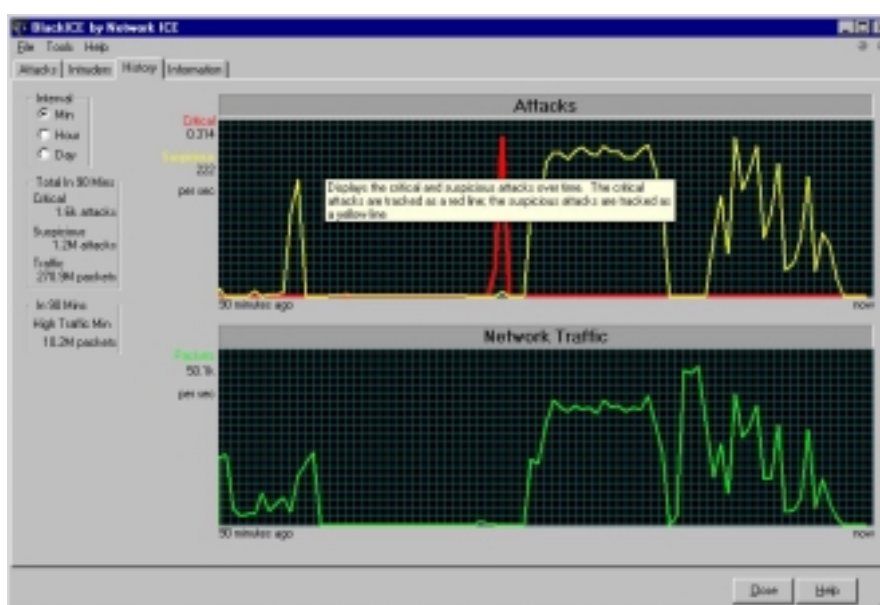 BlackICE by Network ICE
File Tools Help
Attacks Intruders History Information
Interval
Min
Hour
Day
Total In 90 Mins
Critical
1.6k attacks
Suspicious
1.2M attacks
Traffic
270.9M packets
In 90 Mins
High Traffic Min
10.2M packets
Attacks
Critical
0.314
Suspicious
222
per sec
Displays the critical and suspicious attacks over time. The critical
attacks are tracked as a red line; the suspicious attacks are tracked as
a yellow line
90 minutes ago
now
Network Traffic
Packets
50.1k
per sec
90 minutes ago
now
Close Help